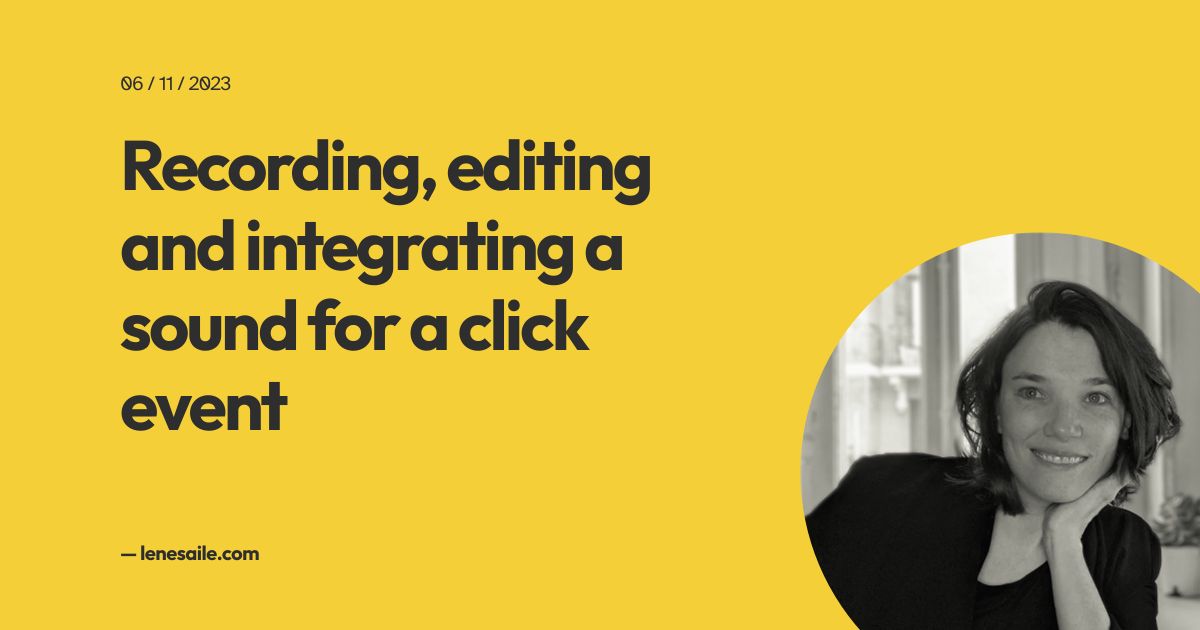 06 / 11 / 2023
Recording, editing
and integrating a
sound for a click
event
— lenesaile.com